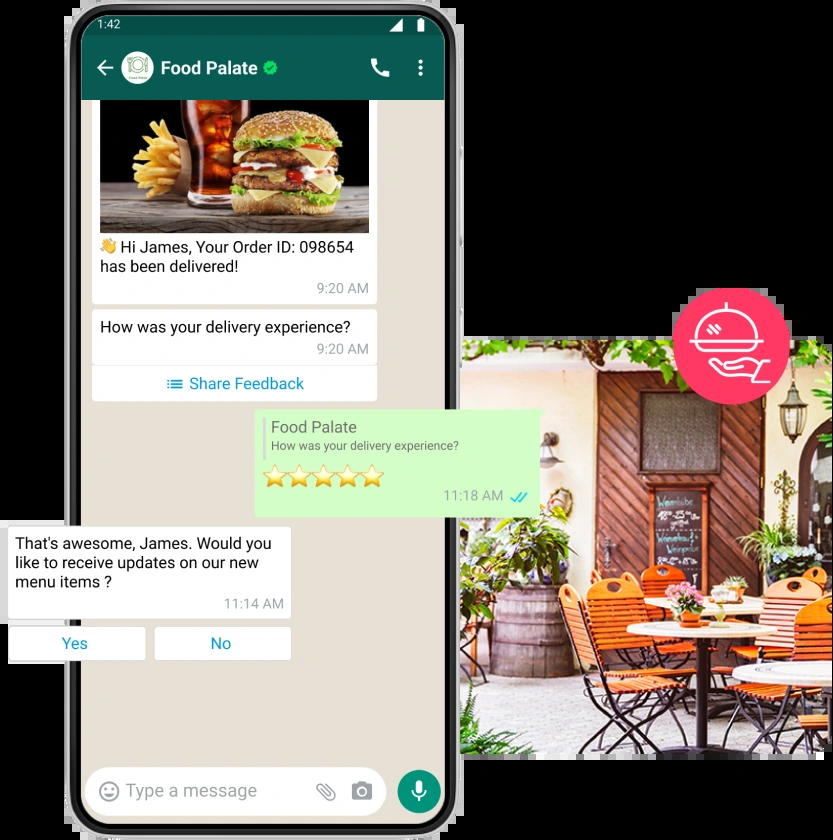 1:42
Food Palate
👋 Hi James, Your Order ID: 098654
has been delivered!
9:20 AM
How was your delivery experience?
9:20 AM
Share Feedback
Food Palate
How was your delivery experience?
⭐⭐⭐⭐⭐
11:18 AM
That's awesome, James. Would you
like to receive updates on our new
menu items ?
11:14 AM
Yes
No
Type a message